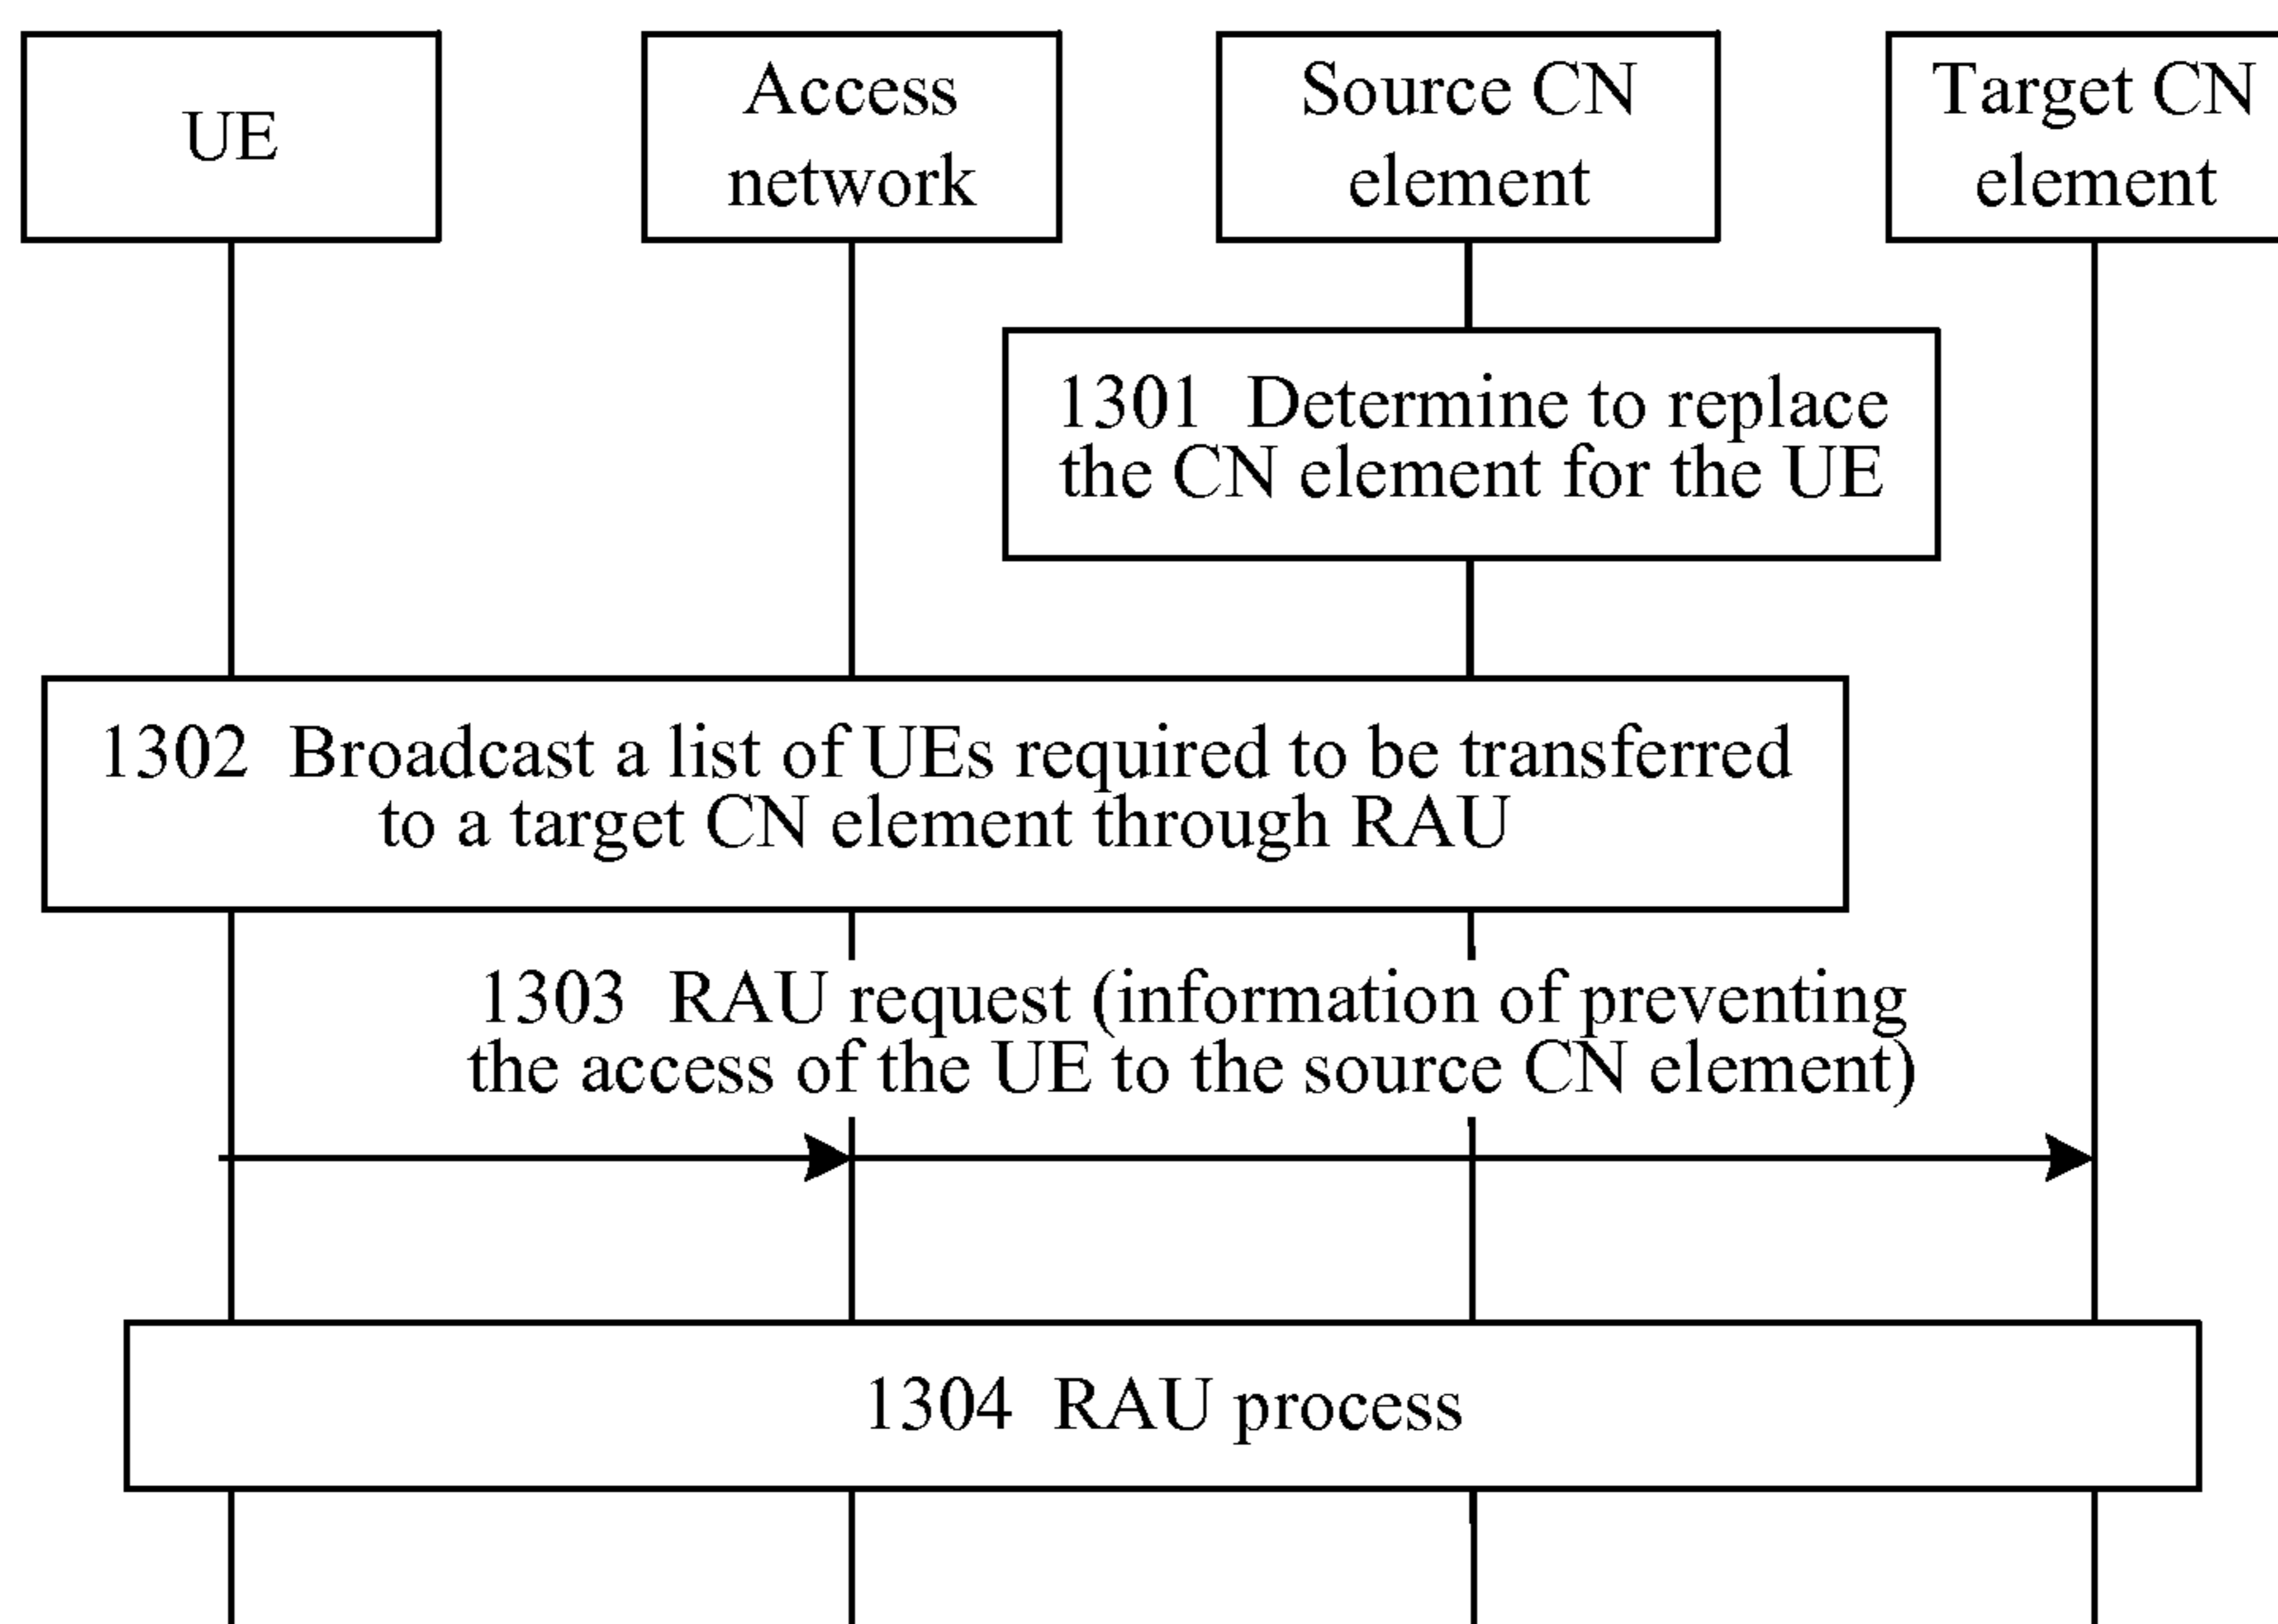 UE
Access
network
Source CN
element
Target CN
element
1301 Determine to replace
the CN element for the UE
1302 Broadcast a list of UEs required to be transferred
to a target CN element through RAU
1303 RAU request (information of preventing
the access of the UE to the source CN element)
1304 RAU process